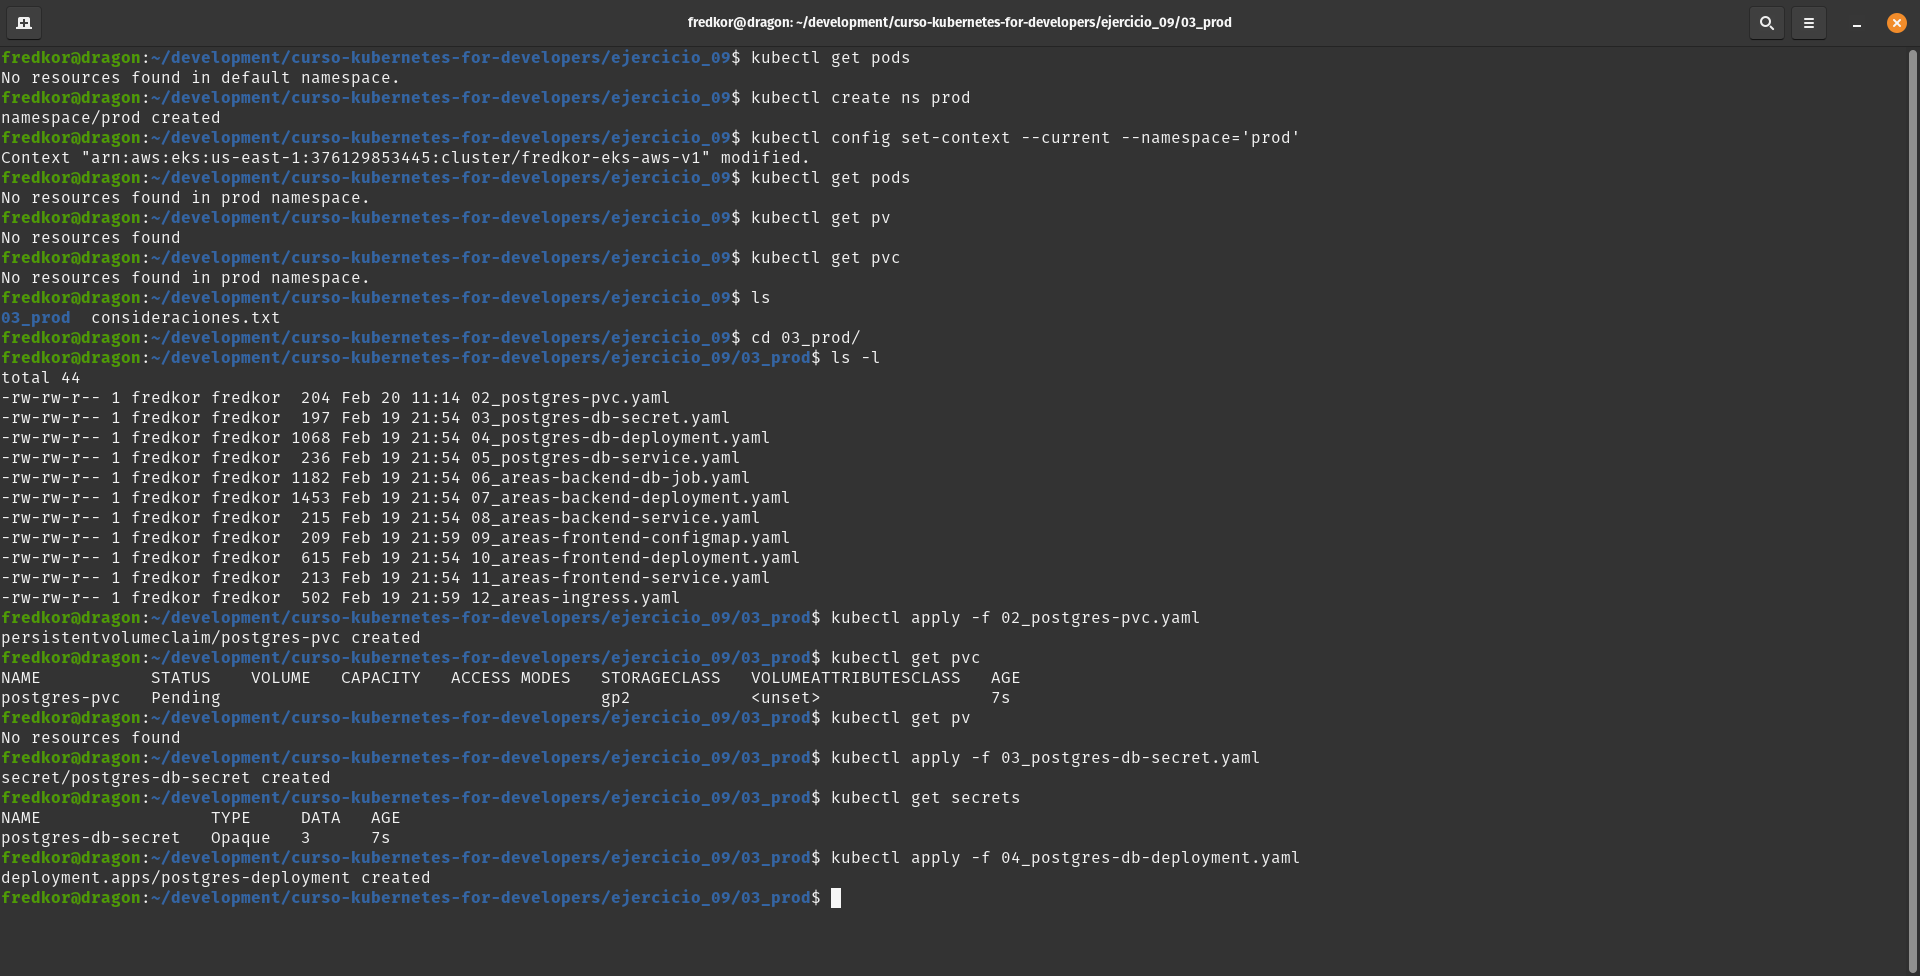 fredkor@dragon: ~/development/curso-kubernetes-for-developers/ejercicio_09/03_prod
fredkor@dragon:~/development/curso-kubernetes-for-developers/ejercicio_09$ kubectl get pods
No resources found in default namespace.
fredkor@dragon:~/development/curso-kubernetes-for-developers/ejercicio_09$ kubectl create ns prod
namespace/prod created
fredkor@dragon:~/development/curso-kubernetes-for-developers/ejercicio_09$ kubectl config set-context --current --namespace='prod'
Context "arn:aws:eks:us-east-1:376129853445:cluster/fredkor-eks-aws-v1" modified.
fredkor@dragon:~/development/curso-kubernetes-for-developers/ejercicio_09$ kubectl get pods
No resources found in prod namespace.
fredkor@dragon:~/development/curso-kubernetes-for-developers/ejercicio_09$ kubectl get pv
No resources found
fredkor@dragon:~/development/curso-kubernetes-for-developers/ejercicio_09$ kubectl get pvc
No resources found in prod namespace.
fredkor@dragon:~/development/curso-kubernetes-for-developers/ejercicio_09$ ls
03_prod  consideraciones.txt
fredkor@dragon:~/development/curso-kubernetes-for-developers/ejercicio_09$ cd 03_prod/
fredkor@dragon:~/development/curso-kubernetes-for-developers/ejercicio_09/03_prod$ ls -l
total 44
-rw-rw-r-- 1 fredkor fredkor  204 Feb 20 11:14 02_postgres-pvc.yaml
-rw-rw-r-- 1 fredkor fredkor  197 Feb 19 21:54 03_postgres-db-secret.yaml
-rw-rw-r-- 1 fredkor fredkor 1068 Feb 19 21:54 04_postgres-db-deployment.yaml
-rw-rw-r-- 1 fredkor fredkor  236 Feb 19 21:54 05_postgres-db-service.yaml
-rw-rw-r-- 1 fredkor fredkor 1182 Feb 19 21:54 06_areas-backend-db-job.yaml
-rw-rw-r-- 1 fredkor fredkor 1453 Feb 19 21:54 07_areas-backend-deployment.yaml
-rw-rw-r-- 1 fredkor fredkor  215 Feb 19 21:54 08_areas-backend-service.yaml
-rw-rw-r-- 1 fredkor fredkor  209 Feb 19 21:59 09_areas-frontend-configmap.yaml
-rw-rw-r-- 1 fredkor fredkor  615 Feb 19 21:54 10_areas-frontend-deployment.yaml
-rw-rw-r-- 1 fredkor fredkor  213 Feb 19 21:54 11_areas-frontend-service.yaml
-rw-rw-r-- 1 fredkor fredkor  502 Feb 19 21:59 12_areas-ingress.yaml
fredkor@dragon:~/development/curso-kubernetes-for-developers/ejercicio_09/03_prod$ kubectl apply -f 02_postgres-pvc.yaml
persistentvolumeclaim/postgres-pvc created
fredkor@dragon:~/development/curso-kubernetes-for-developers/ejercicio_09/03_prod$ kubectl get pvc
NAME           STATUS    VOLUME   CAPACITY   ACCESS MODES   STORAGECLASS   VOLUMEATTRIBUTESCLASS   AGE
postgres-pvc   Pending                                      gp2            <unset>                 7s
fredkor@dragon:~/development/curso-kubernetes-for-developers/ejercicio_09/03_prod$ kubectl get pv
No resources found
fredkor@dragon:~/development/curso-kubernetes-for-developers/ejercicio_09/03_prod$ kubectl apply -f 03_postgres-db-secret.yaml
secret/postgres-db-secret created
fredkor@dragon:~/development/curso-kubernetes-for-developers/ejercicio_09/03_prod$ kubectl get secrets
NAME                 TYPE     DATA   AGE
postgres-db-secret   Opaque   3      7s
fredkor@dragon:~/development/curso-kubernetes-for-developers/ejercicio_09/03_prod$ kubectl apply -f 04_postgres-db-deployment.yaml
deployment.apps/postgres-deployment created
fredkor@dragon:~/development/curso-kubernetes-for-developers/ejercicio_09/03_prod$